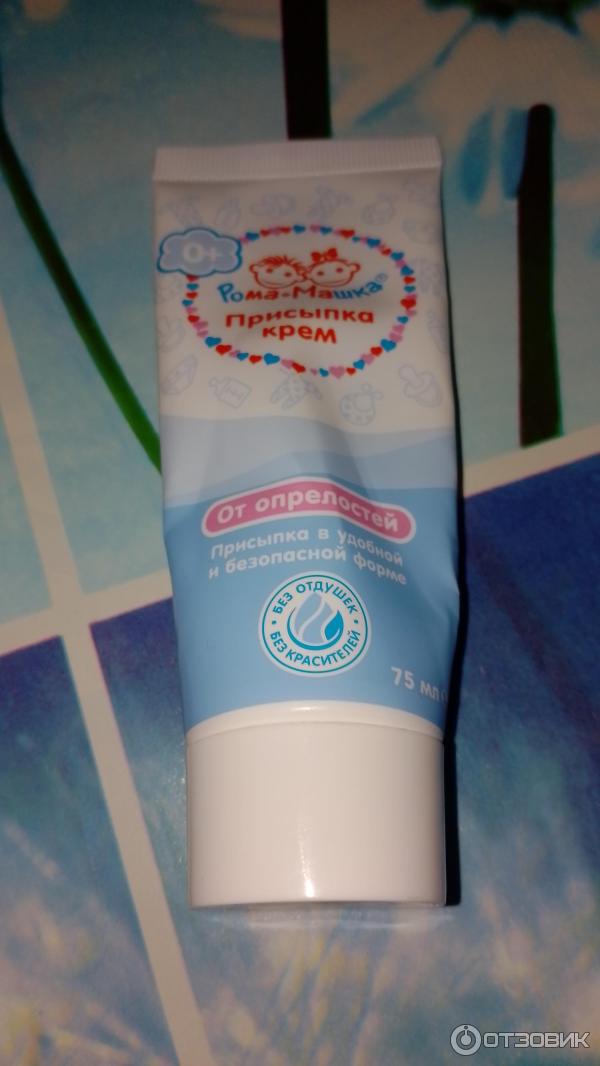 0+
Рома+Машка®
Присыпка
крем
От опрелостей
Присыпка в удобной
и безопасной форме
БЕЗ ОТДУШЕК
БЕЗ КРАСИТЕЛЕЙ
75 мл
ОТЗОВИК